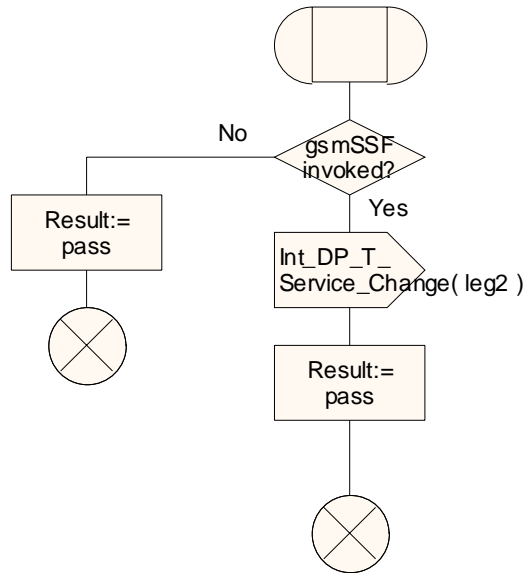 No
gsmSSF
invoked?
Yes
Result:=
pass
Int_DP_T_
Service_Change( leg2 )
Result:=
pass